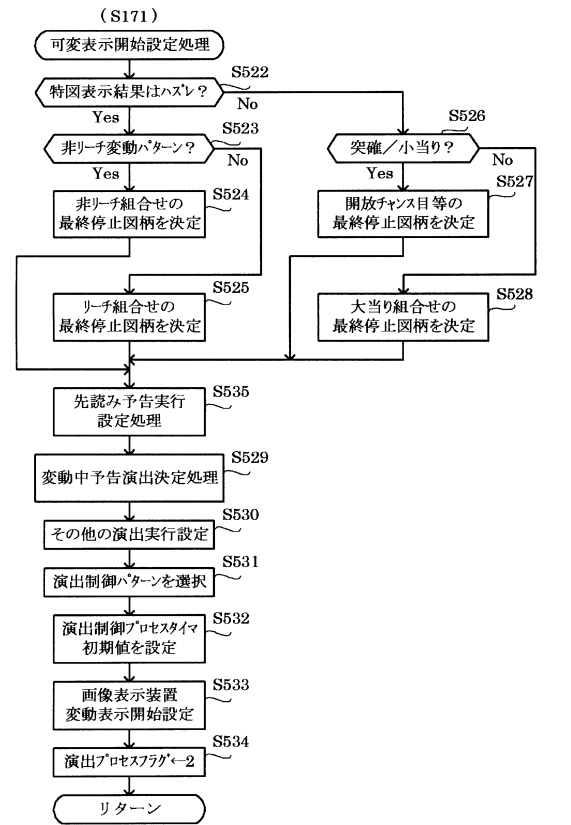 (S171)
可変表示開始設定処理
S522
特図表示結果はハズレ？
No
Yes
S523
非リーチ変動パターン？
No
Yes
S524
非リーチ組合せの
最終停止図柄を決定
S525
リーチ組合せの
最終停止図柄を決定
S526
突確／小当り？
No
Yes
S527
開放チャンス目等の
最終停止図柄を決定
S528
大当り組合せの
最終停止図柄を決定
S535
先読み予告実行
設定処理
S529
変動中予告演出決定処理
S530
その他の演出実行設定
S531
演出制御パターンを選択
S532
演出制御プロセスタイマ
初期値を設定
S533
画像表示装置
変動表示開始設定
S534
演出プロセスフラグ←2
リターン